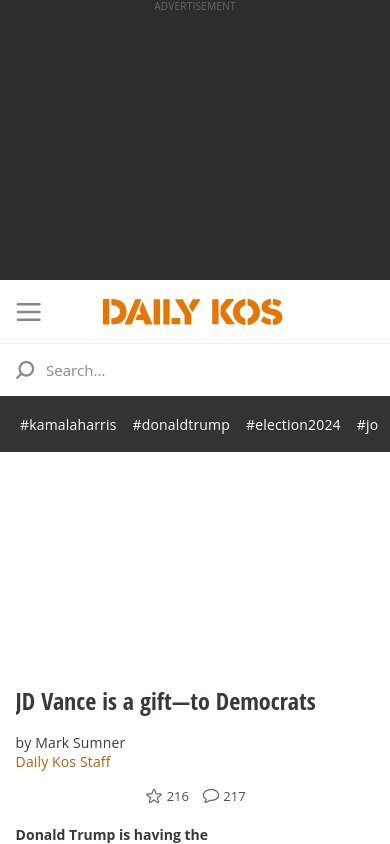 ADVERTISEMENT
DAILY KOS
Search...
#kamalaharris #donaldtrump #election2024 #jo
JD Vance is a gift—to Democrats
by Mark Sumner
Daily Kos Staff
216 217
Donald Trump is having the